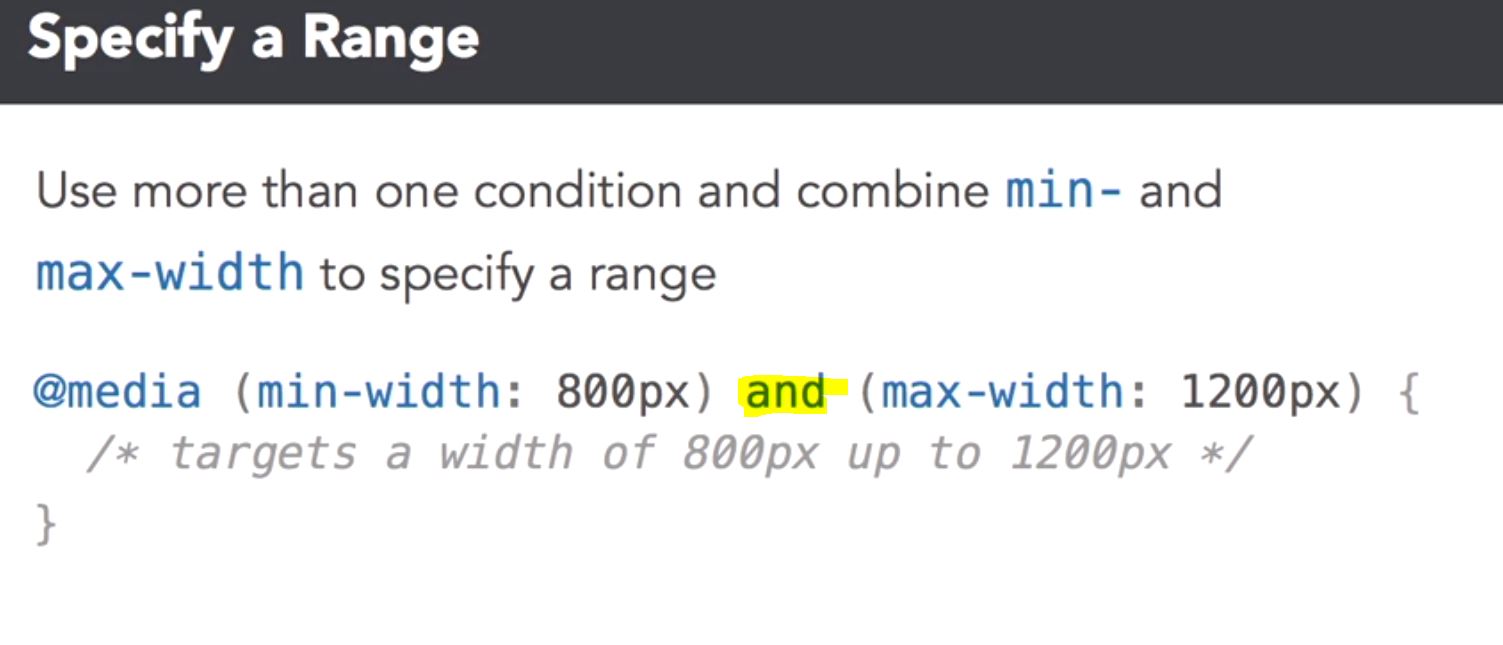 Specify a Range
Use more than one condition and combine min- and
max-width to specify a range
@media (min-width: 800px) and (max-width: 1200px) {
  /* targets a width of 800px up to 1200px */
}